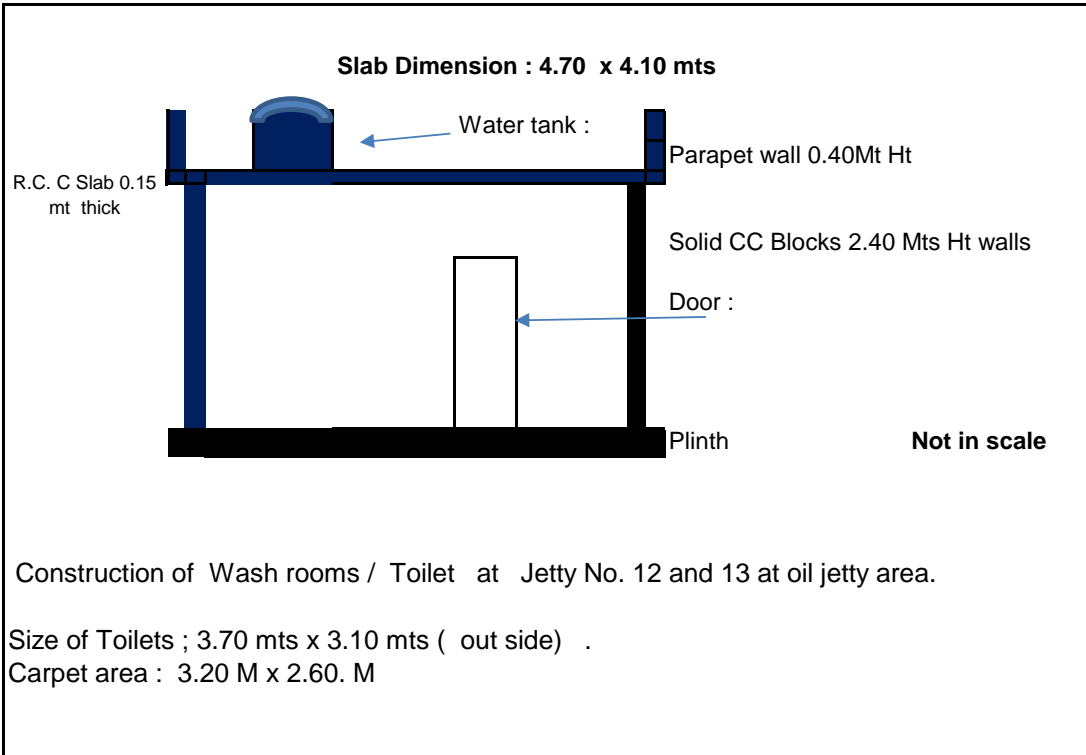 Slab Dimension : 4.70 x 4.10 mts
Water tank :
Parapet wall 0.40Mt Ht
R.C. C Slab 0.15
mt thick
Solid CC Blocks 2.40 Mts Ht walls
Door :
Plinth
Not in scale
Construction of Wash rooms / Toilet at Jetty No. 12 and 13 at oil jetty area.
Size of Toilets ; 3.70 mts x 3.10 mts ( out side) .
Carpet area : 3.20 M x 2.60. M